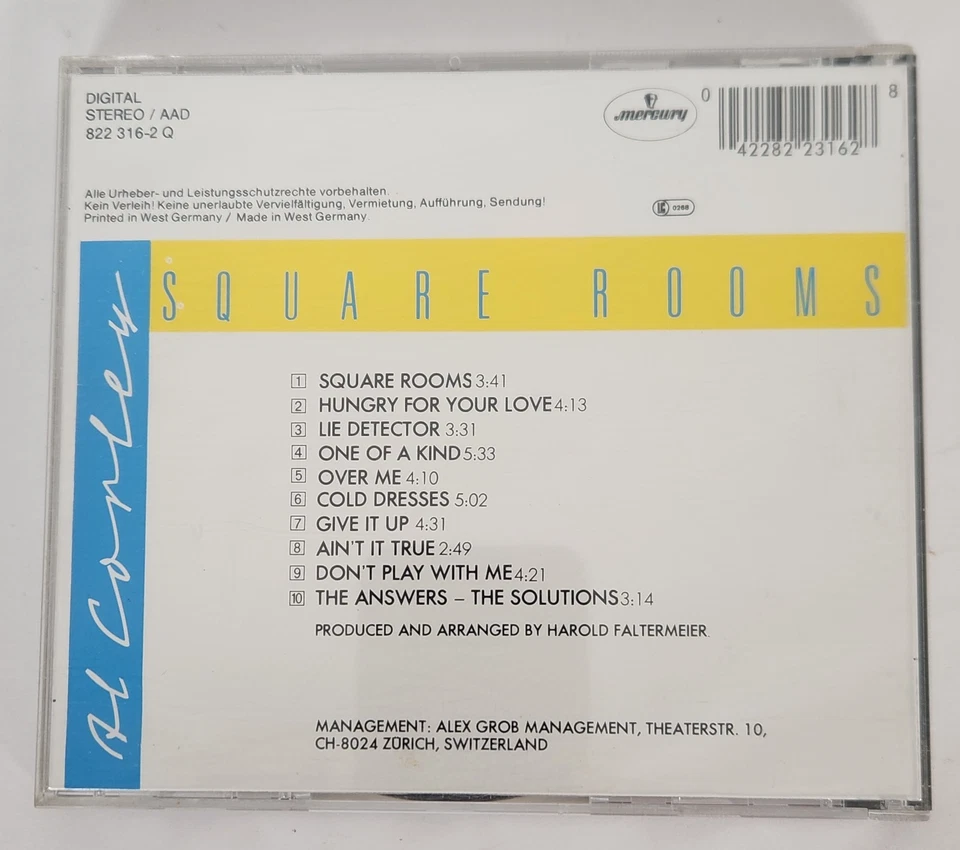 DIGITAL
STEREO / AAD
822 316-2 Q
mercury
0
8
42282 23162
Alle Urheber- und Leistungsschutzrechte vorbehalten.
Kein Verleih! Keine unerlaubte Vervielfältigung, Vermietung, Aufführung, Sendung!
Printed in West Germany / Made in West Germany.
LC 0268
SQUARE ROOMS
Al Corley
1 SQUARE ROOMS 3:41
2 HUNGRY FOR YOUR LOVE 4:13
3 LIE DETECTOR 3:31
4 ONE OF A KIND 5:33
5 OVER ME 4:10
6 COLD DRESSES 5:02
7 GIVE IT UP 4:31
8 AIN'T IT TRUE 2:49
9 DON'T PLAY WITH ME 4:21
10 THE ANSWERS – THE SOLUTIONS 3:14
PRODUCED AND ARRANGED BY HAROLD FALTERMEIER.
MANAGEMENT: ALEX GROB MANAGEMENT, THEATERSTR. 10,
CH-8024 ZÜRICH, SWITZERLAND